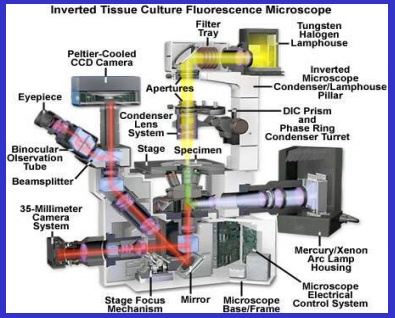 Inverted Tissue Culture Fluorescence Microscope
Filter
Tray
Tungsten
Halogen
Lamphouse
Peltier-Cooled
CCD Camera
Apertures
Inverted
Microscope
Condenser/Lamphouse
Pillar
Eyepiece
Condenser
Lens
System
DIC Prism
and
Phase Ring
Condenser Turret
Binocular
Olservation
Tube
Stage
Specimen
Beamsplitter
35-Millimeter
Camera
System
Mercury/Xenon
Arc Lamp
Housing
Stage Focus
Mechanism
Mirror
Microscope
Base/Frame
Microscope
Electrical
Control System